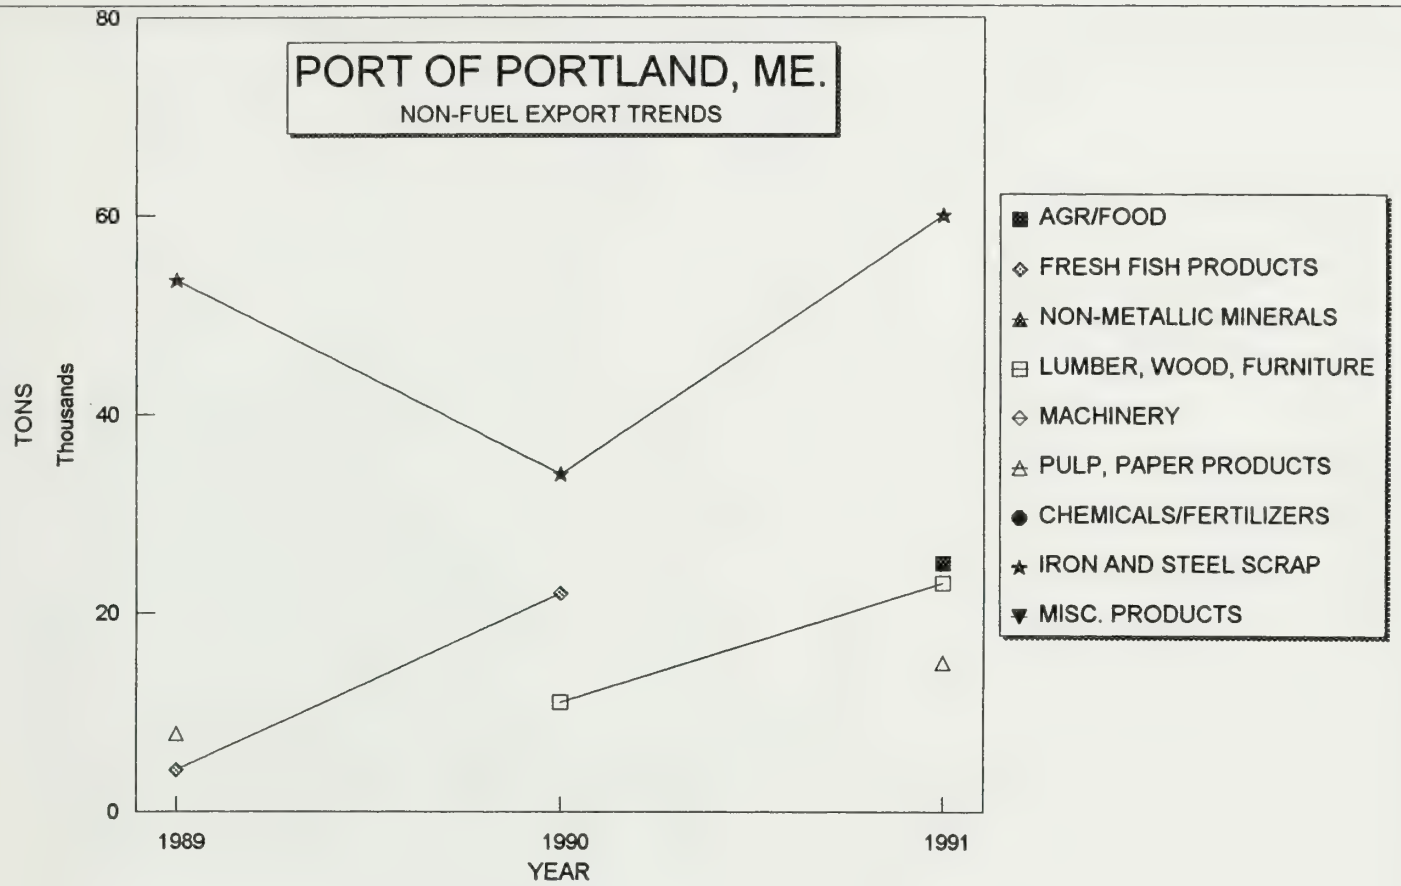 PORT OF PORTLAND, ME.
NON-FUEL EXPORT TRENDS
80
60
40
20
0
TONS
Thousands
1989
1990
1991
YEAR
AGR/FOOD
FRESH FISH PRODUCTS
NON-METALLIC MINERALS
LUMBER, WOOD, FURNITURE
MACHINERY
PULP, PAPER PRODUCTS
CHEMICALS/FERTILIZERS
IRON AND STEEL SCRAP
MISC. PRODUCTS